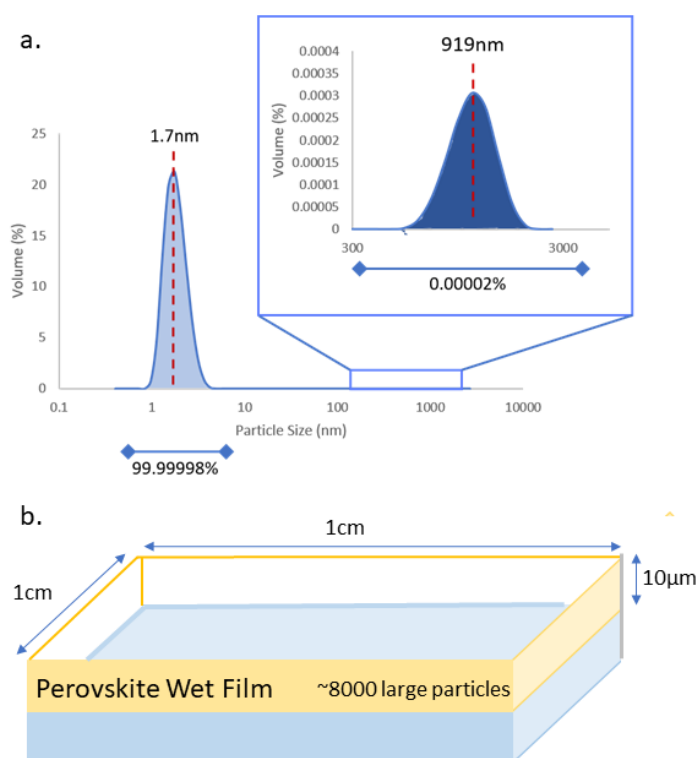 a.
919nm
0.0004
0.00035
0.0003
0.00025
0.0002
0.00015
0.0001
0.00005
0
Volume (%)
300
3000
0.00002%
1.7nm
25
20
15
10
5
0
Volume (%)
0.1
1
10
100
1000
10000
Particle Size (nm)
99.99998%
b.
1cm
1cm
10µm
Perovskite Wet Film
~8000 large particles